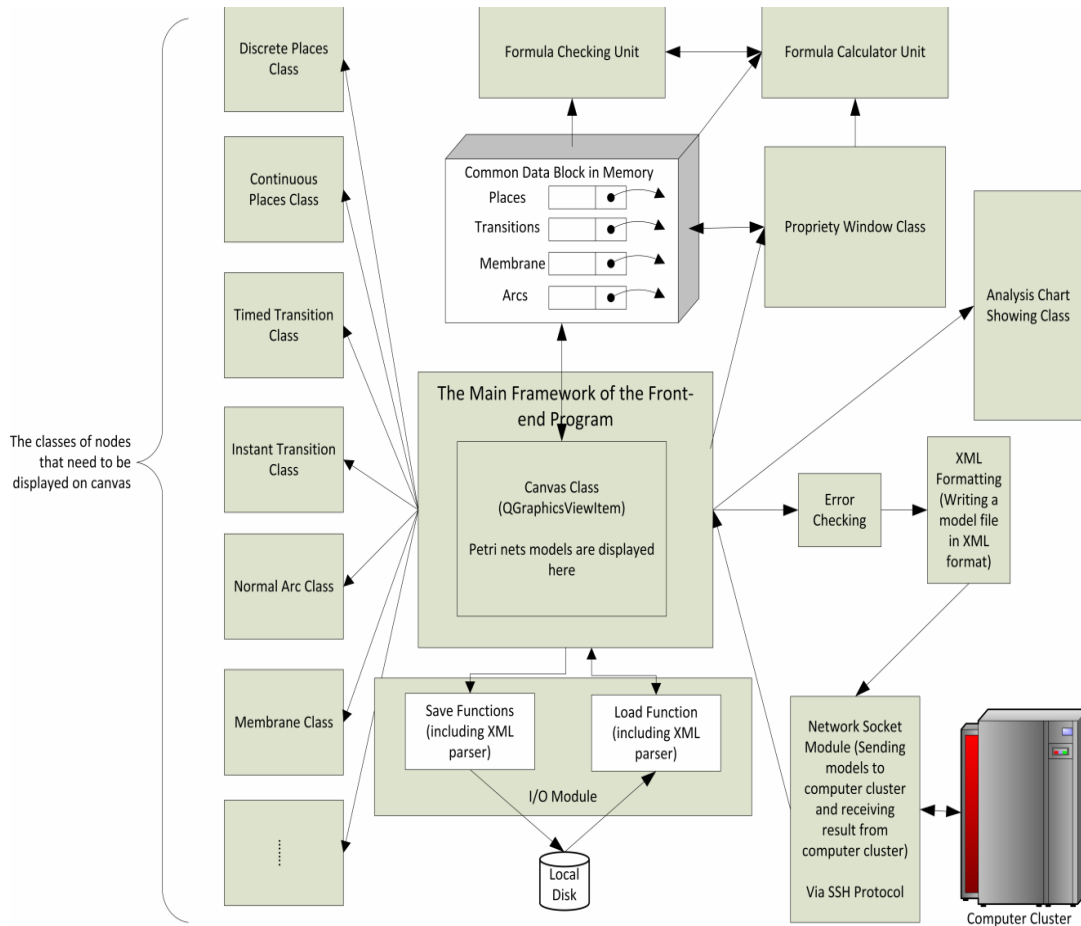 Discrete Places
Class
Continuous
Places Class
Timed Transition
Class
Instant Transition
Class
Normal Arc Class
Membrane Class
......
The classes of nodes
that need to be
displayed on canvas
Formula Checking Unit
Formula Calculator Unit
Common Data Block in Memory
Places
Transitions
Membrane
Arcs
Propriety Window Class
Analysis Chart
Showing Class
The Main Framework of the Front-
end Program
Canvas Class
(QGraphicsViewItem)
Petri nets models are displayed
here
Error
Checking
XML
Formatting
(Writing a
model file
in XML
format)
Save Functions
(including XML
parser)
Load Function
(including XML
parser)
I/O Module
Local
Disk
Network Socket
Module (Sending
models to
computer cluster
and receiving
result from
computer cluster)
Via SSH Protocol
Computer Cluster